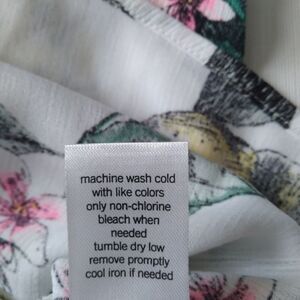 machine wash cold
with like colors
only non-chlorine
bleach when
needed
tumble dry low
remove promptly
cool iron if needed